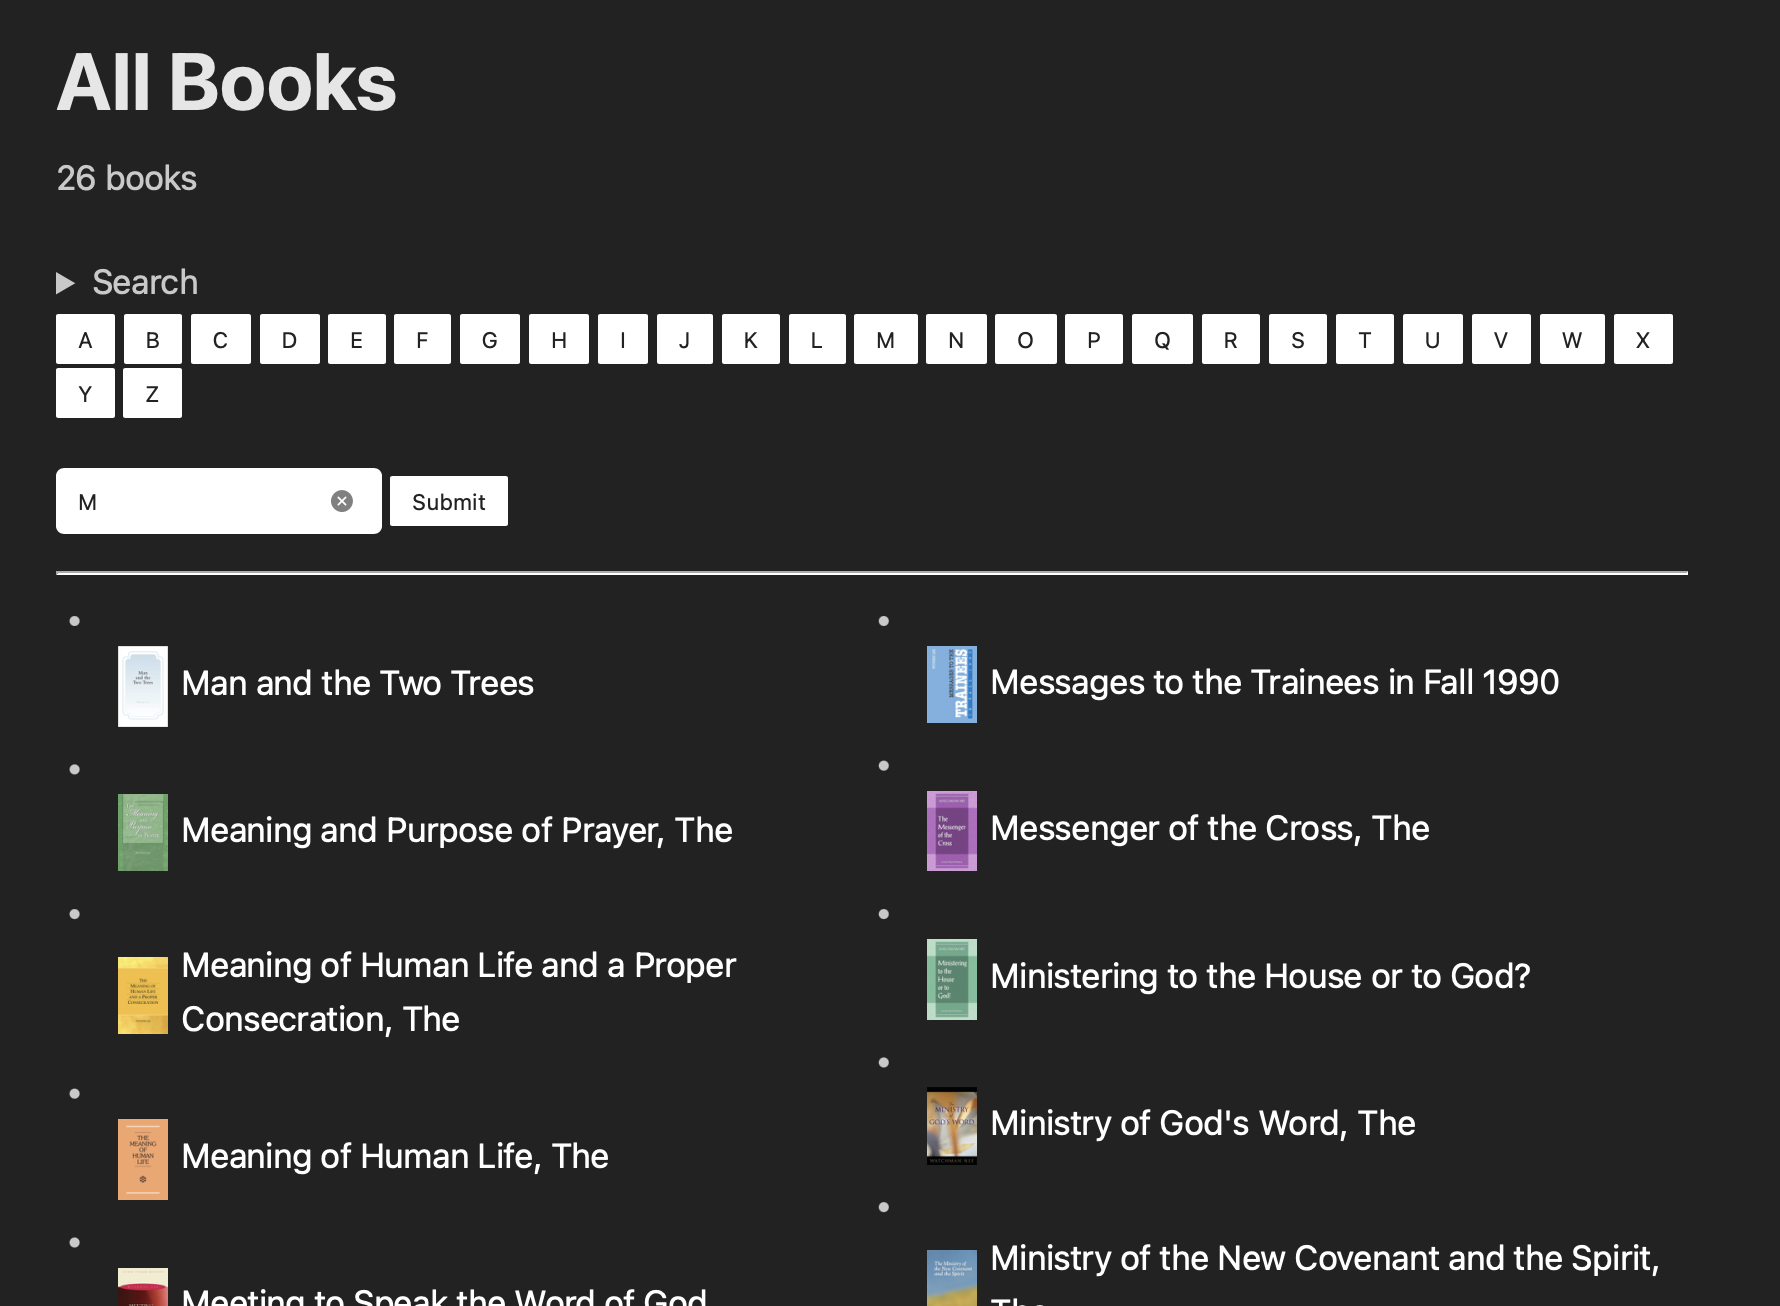 All Books
26 books
Search
A B C D E F G H I J K L M N O P Q R S T U V W X
Y Z
M
Submit
Man and the Two Trees
Meaning and Purpose of Prayer, The
Meaning of Human Life and a Proper
Consecration, The
Meaning of Human Life, The
Meeting to Speak the Word of God
Messages to the Trainees in Fall 1990
TRAINEES
Messenger of the Cross, The
Ministering to the House or to God?
Ministry of God's Word, The
Ministry of the New Covenant and the Spirit,
The